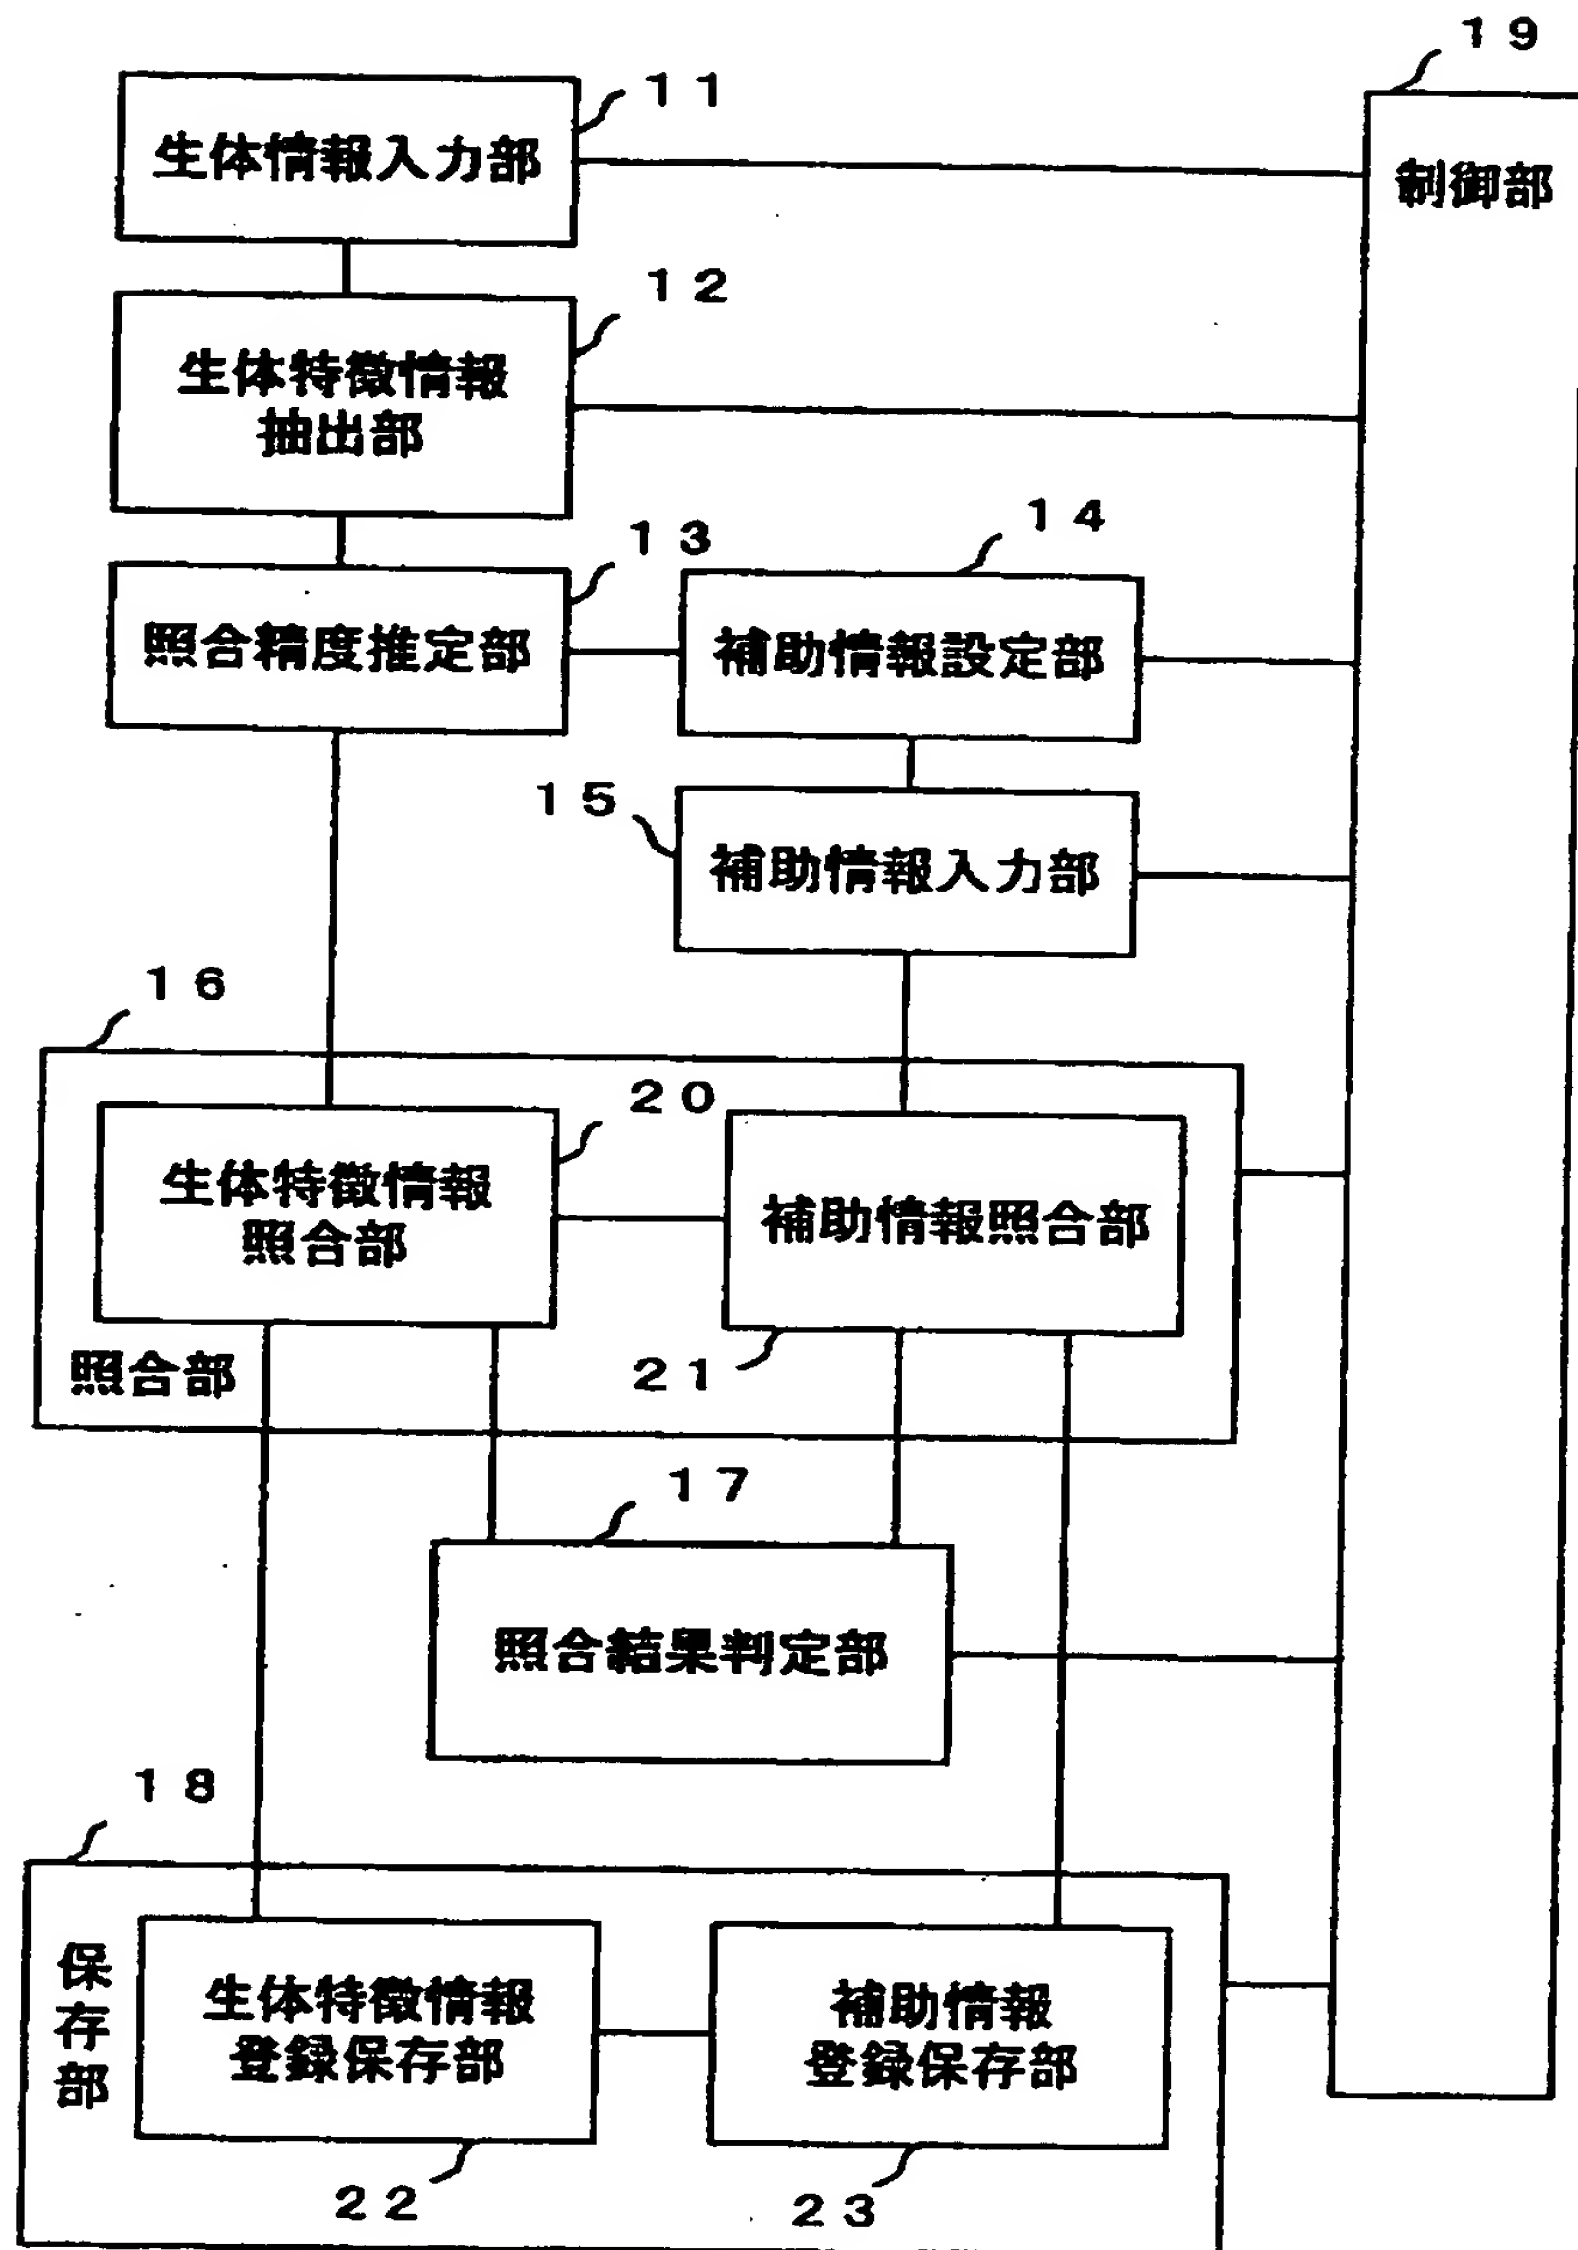 19
11
生体情報入力部
制御部
12
生体特徴情報
抽出部
13
14
照合精度推定部
補助情報設定部
15
補助情報入力部
16
20
生体特徴情報
照合部
補助情報照合部
21
照合部
17
照合結果判定部
18
保存部
生体特徴情報
登録保存部
補助情報
登録保存部
22
23